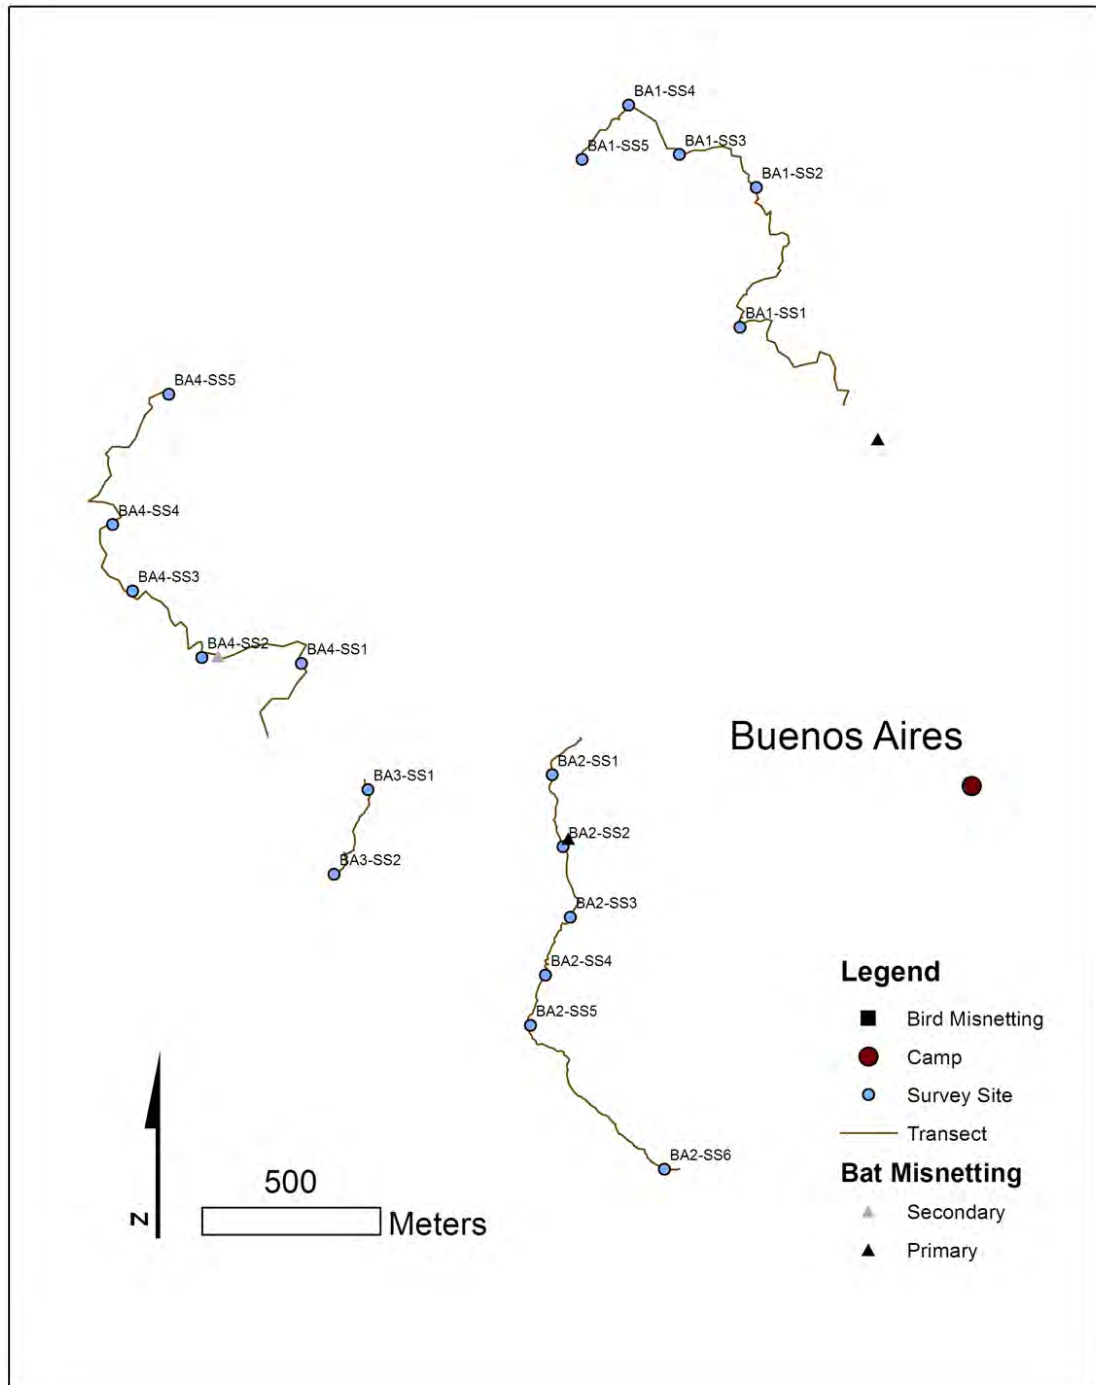 BA1-SS4
BA1-SS5
BA1-SS3
BA1-SS2
BA1-SS1
BA4-SS5
BA4-SS4
BA4-SS3
BA4-SS2
BA4-SS1
Buenos Aires
BA3-SS1
BA3-SS2
BA2-SS1
BA2-SS2
BA2-SS3
BA2-SS4
BA2-SS5
BA2-SS6
Legend
Bird Misnetting
Camp
Survey Site
Transect
Bat Misnetting
Secondary
Primary
N
500
Meters